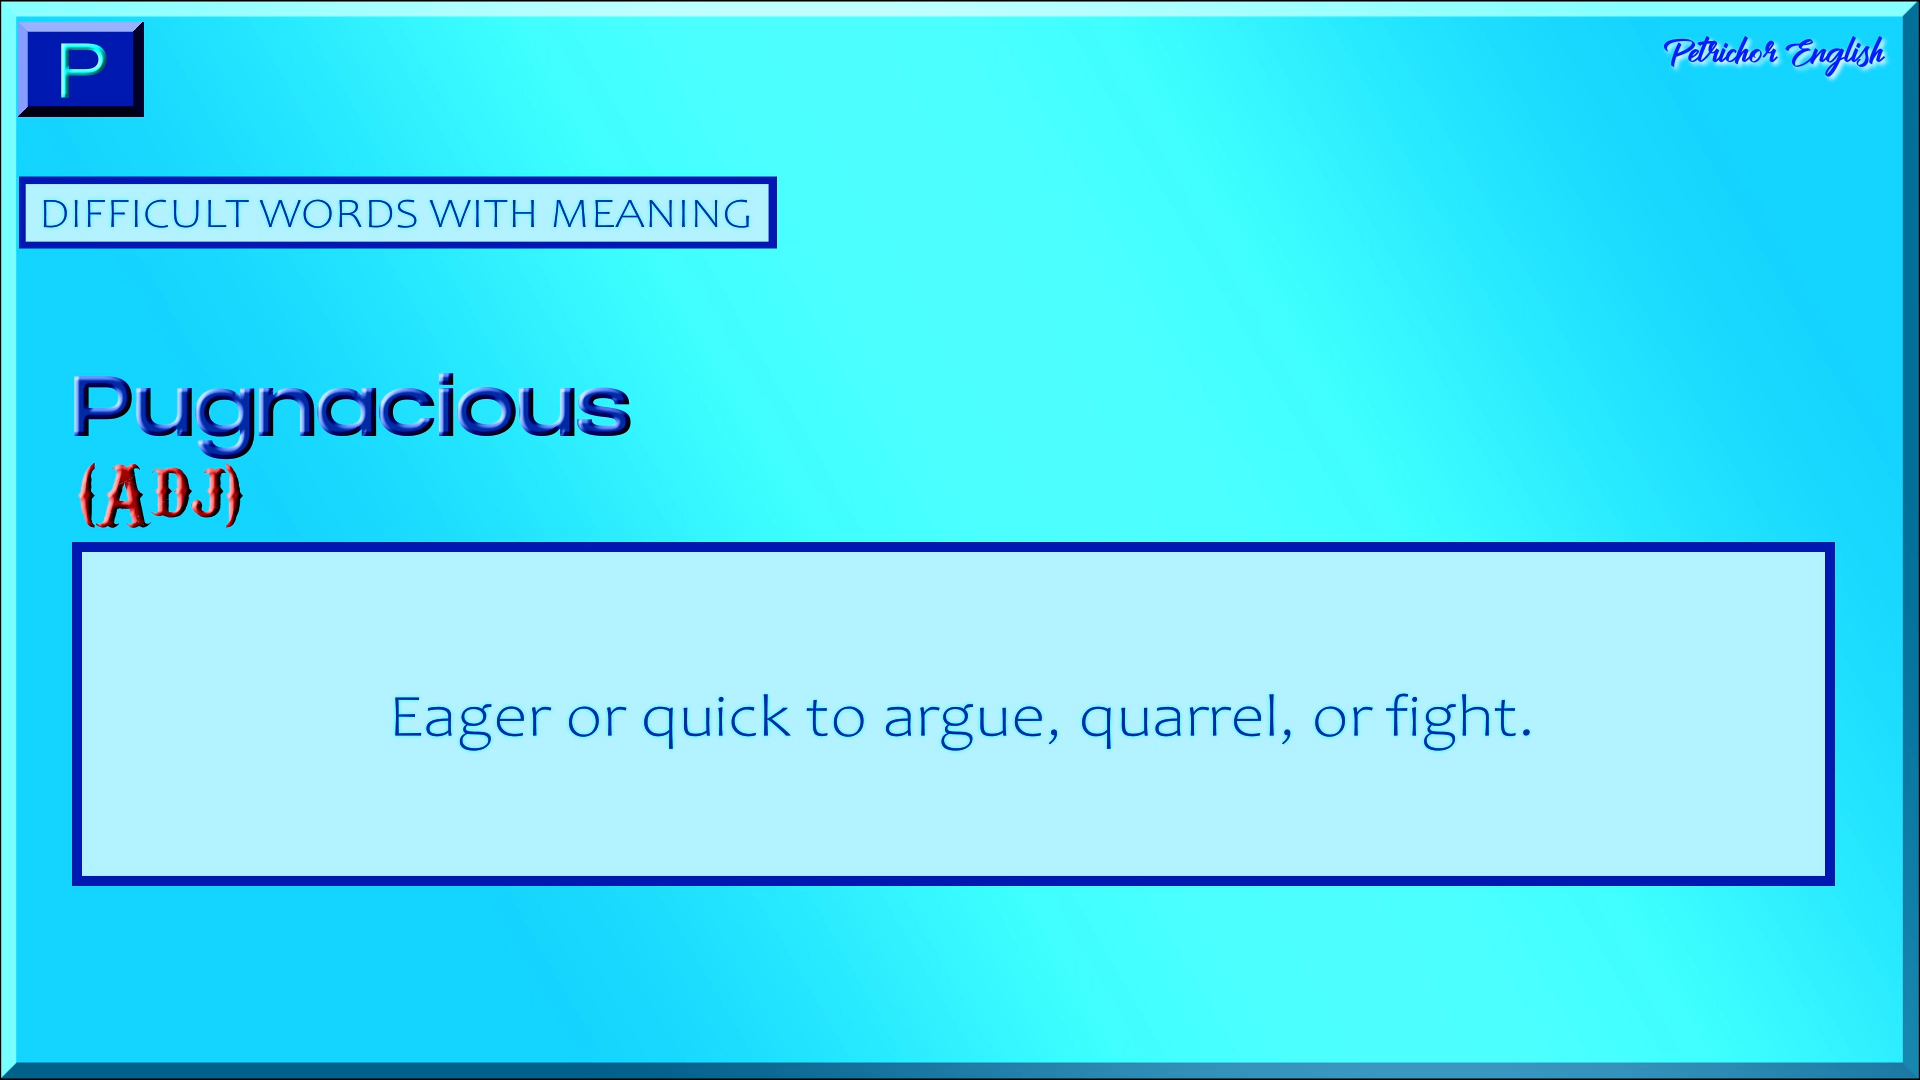 P
Petrichor English
DIFFICULT WORDS WITH MEANING
Pugnacious
(ADJ)
Eager or quick to argue, quarrel, or fight.